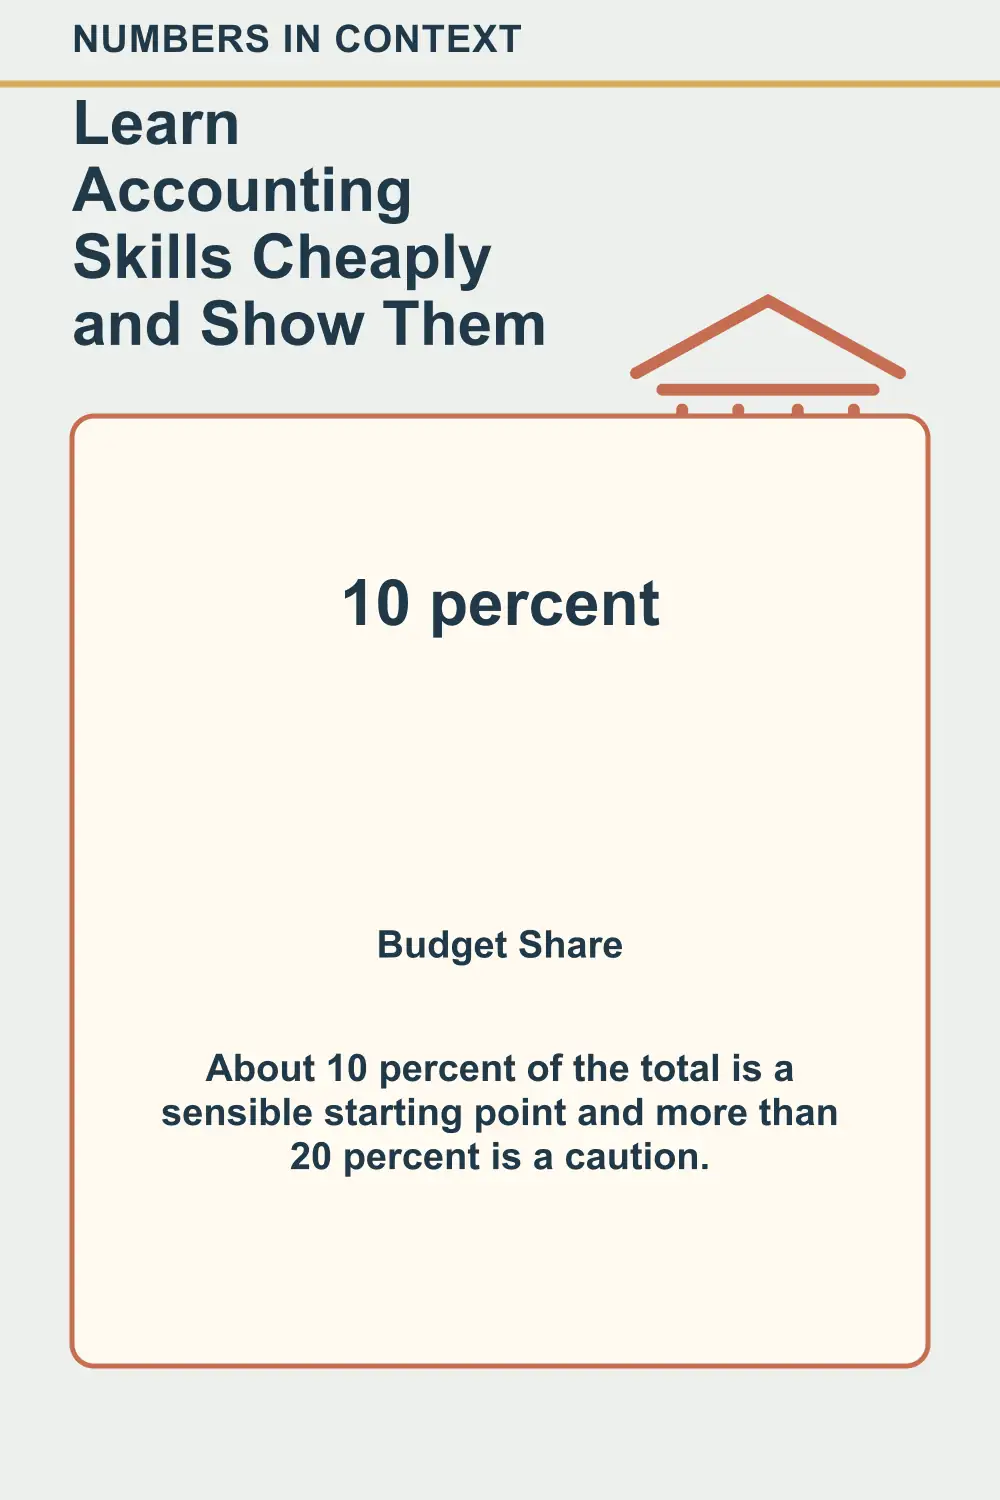 NUMBERS IN CONTEXT
Learn
Accounting
Skills Cheaply
and Show Them
10 percent
Budget Share
About 10 percent of the total is a
sensible starting point and more than
20 percent is a caution.